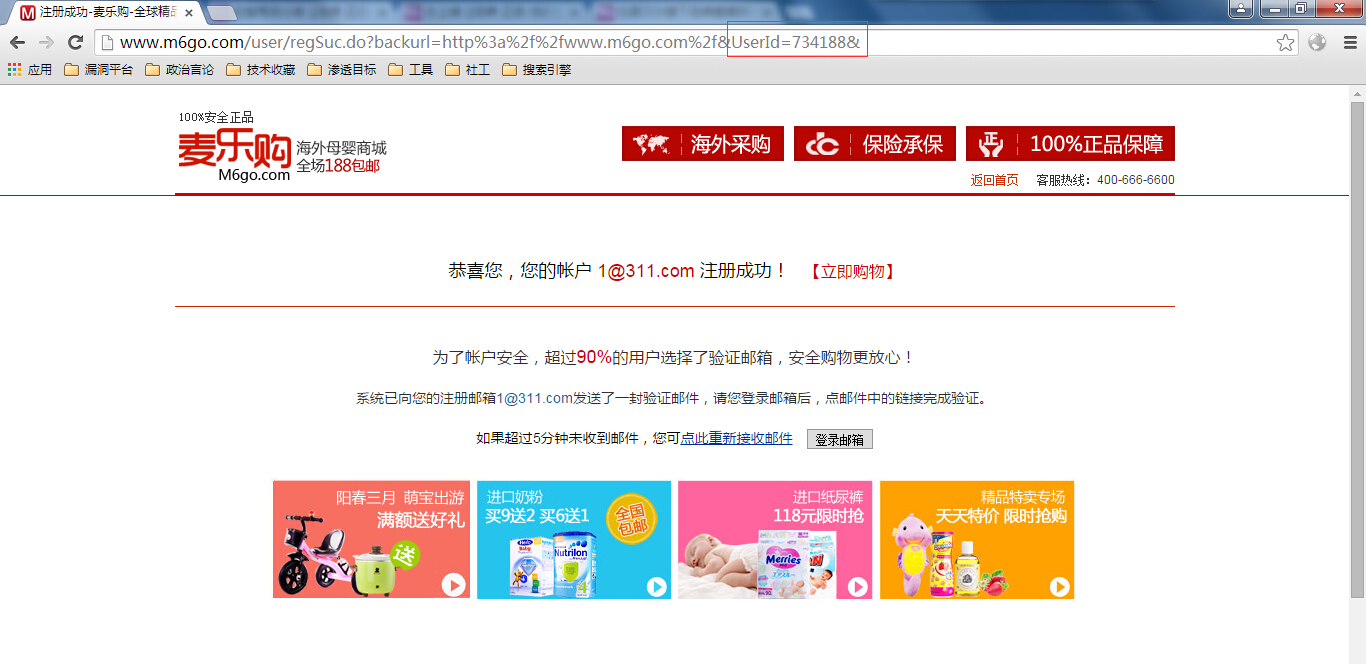 注册成功-麦乐购-全球精品
www.m6go.com/user/regSuc.do?backurl=http%3a%2f%2fwww.m6go.com%2f&UserId=734188&
应用 漏洞平台 政治言论 技术收藏 渗透目标 工具 社工 搜索引擎
100%安全正品
麦乐购
M6go.com
海外母婴商城
全场188包邮
海外采购 保险承保 正 100%正品保障
返回首页 客服热线：400-666-6600
恭喜您，您的帐户 1@311.com 注册成功！ 【立即购物】
为了帐户安全，超过90%的用户选择了验证邮箱，安全购物更放心！
系统已向您的注册邮箱1@311.com发送了一封验证邮件，请您登录邮箱后，点邮件中的链接完成验证。
如果超过5分钟未收到邮件，您可点此重新接收邮件 登录邮箱
阳春三月 萌宝出游
满额送好礼
送
进口奶粉
买9送2 买6送1
全国
包邮
Hero
Baby
Nutrilon
4
进口纸尿裤
118元限时抢
Merries
精品特卖专场
天天特价 限时抢购